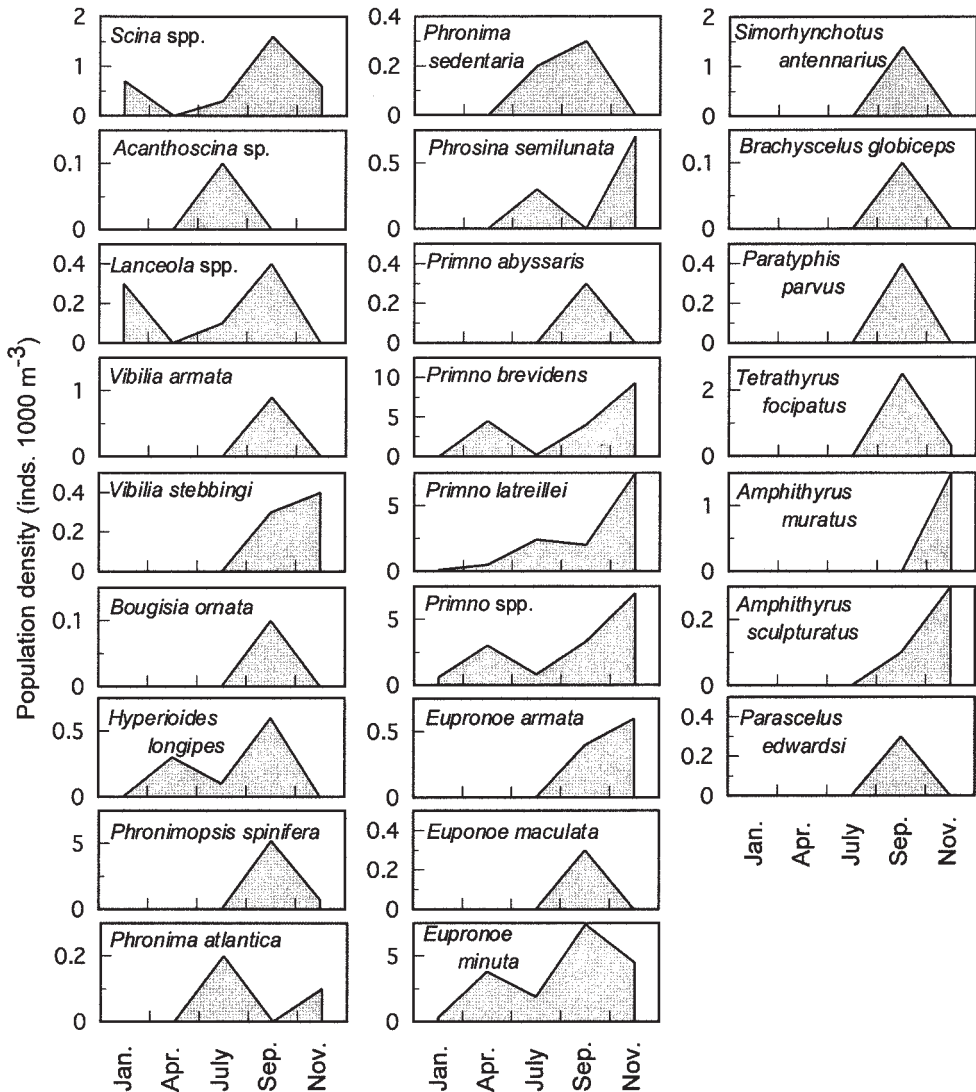 Population density (inds. 1000 m⁻³)
2
1
0
Scina spp.
0.1
0
Acanthoscina sp.
0.4
0.2
0
Lanceola spp.
1
0
Vibilia armata
0.4
0.2
0
Vibilia stebbingi
0.1
0
Bougisia ornata
0.5
0
Hyperioides
longipes
5
0
Phronimopsis spinifera
0.2
0
Phronima atlantica
Jan.
Apr.
July
Sep.
Nov.
0.4
0.2
0
Phronima
sedentaria
0.5
0
Phrosina semilunata
0.4
0.2
0
Primno abyssaris
10
5
0
Primno brevidens
5
0
Primno latreillei
5
0
Primno spp.
0.5
0
Eupronoe armata
0.4
0.2
0
Euponoe maculata
5
0
Eupronoe
minuta
Jan.
Apr.
July
Sep.
Nov.
2
1
0
Simorhynchotus
antennarius
0.1
0
Brachyscelus globiceps
0.4
0.2
0
Paratyphis
parvus
2
0
Tetrathyrus
focipatus
1
0
Amphithyrus
muratus
0.2
0
Amphithyrus
sculpturatus
0.4
0.2
0
Parascelus
edwardsi
Jan.
Apr.
July
Sep.
Nov.